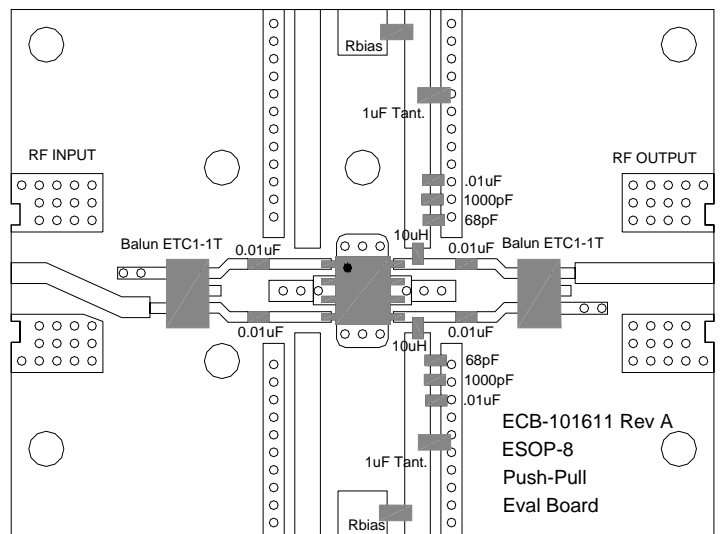 Rbias
1uF Tant.
RF INPUT
RF OUTPUT
.01uF
1000pF
68pF
Balun ETC1-1T
0.01uF
10uH
0.01uF
Balun ETC1-1T
0.01uF
10uH
0.01uF
68pF
1000pF
.01uF
ECB-101611 Rev A
ESOP-8
1uF Tant.
Push-Pull
Eval Board
Rbias